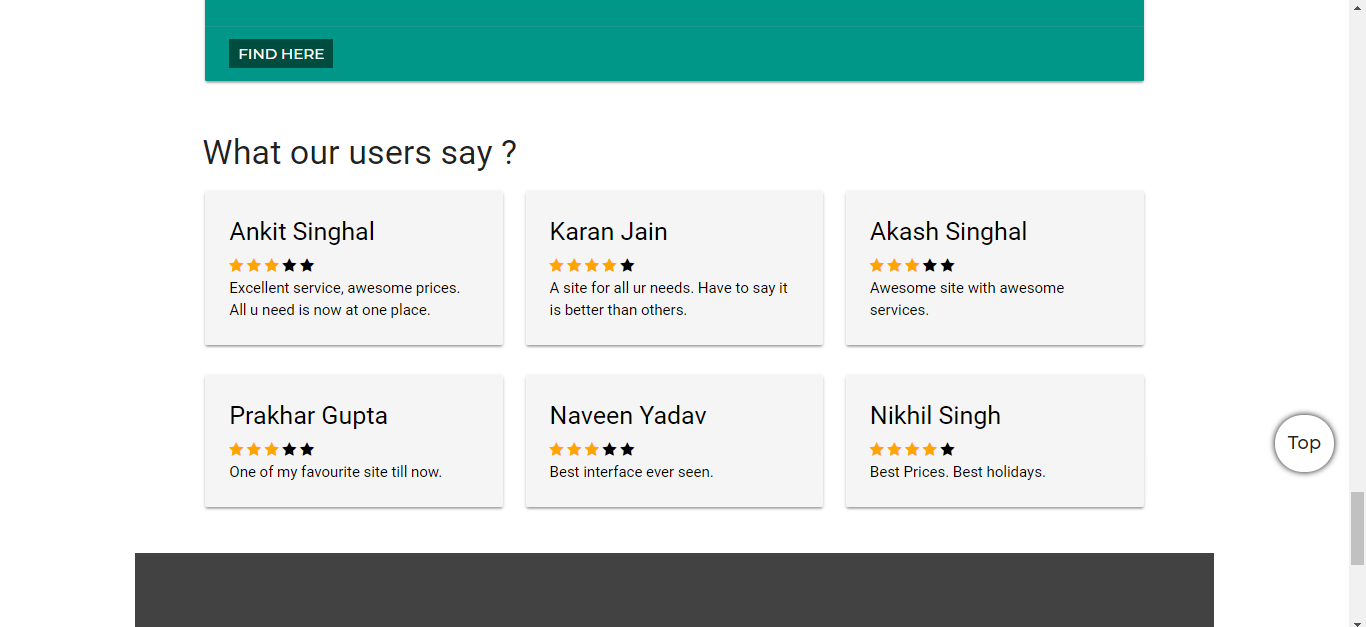 FIND HERE
What our users say ?
Ankit Singhal
Excellent service, awesome prices.
All u need is now at one place.
Karan Jain
A site for all ur needs. Have to say it
is better than others.
Akash Singhal
Awesome site with awesome
services.
Prakhar Gupta
One of my favourite site till now.
Naveen Yadav
Best interface ever seen.
Nikhil Singh
Best Prices. Best holidays.
Top